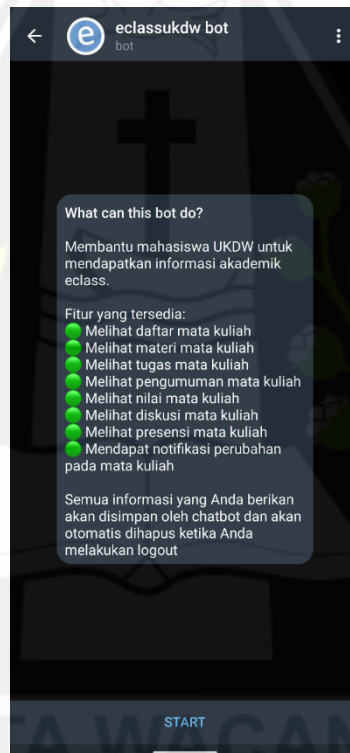 eclassukdw bot
bot
What can this bot do?
Membantu mahasiswa UKDW untuk
mendapatkan informasi akademik
eclass.
Fitur yang tersedia:
🟢 Melihat daftar mata kuliah
🟢 Melihat materi mata kuliah
🟢 Melihat tugas mata kuliah
🟢 Melihat pengumuman mata kuliah
🟢 Melihat nilai mata kuliah
🟢 Melihat diskusi mata kuliah
🟢 Melihat presensi mata kuliah
🟢 Mendapat notifikasi perubahan
pada mata kuliah
Semua informasi yang Anda berikan
akan disimpan oleh chatbot dan akan
otomatis dihapus ketika Anda
melakukan logout
START